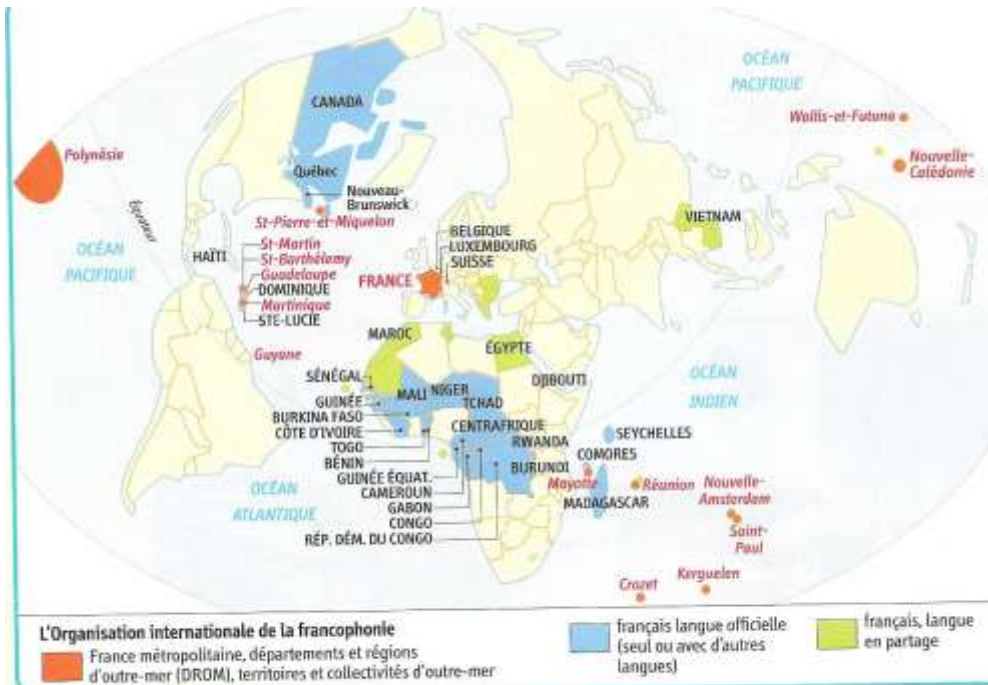 OCÉAN
PACIFIQUE
Wallis-et-Futuna
Nouvelle-
Calédonie
CANADA
Polynésie
Québec
Nouveau-
Brunswick
St-Pierre-et-Miquelon
Équateur
VIETNAM
BELGIQUE
LUXEMBOURG
SUISSE
HAÏTI
St-Martin
St-Barthélemy
Guadeloupe
DOMINIQUE
Martinique
STE-LUCIE
OCÉAN
PACIFIQUE
FRANCE
MAROC
ÉGYPTE
Guyane
SÉNÉGAL
MALI
NIGER
TCHAD
DJIBOUTI
OCÉAN
INDIEN
GUINÉE
BURKINA FASO
CÔTE D'IVOIRE
TOGO
BÉNIN
GUINÉE ÉQUAT.
CAMEROUN
GABON
CONGO
RÉP. DÉM. DU CONGO
CENTRAFRIQUE
RWANDA
BURUNDI
SEYCHELLES
COMORES
Mayotte
MADAGASCAR
Réunion
Nouvelle-
Amsterdam
Saint-
Paul
OCÉAN
ATLANTIQUE
Crozet
Kerguelen
L'Organisation internationale de la francophonie
France métropolitaine, départements et régions
d'outre-mer (DROM), territoires et collectivités d'outre-mer
français langue officielle
(seul ou avec d'autres
langues)
français, langue
en partage